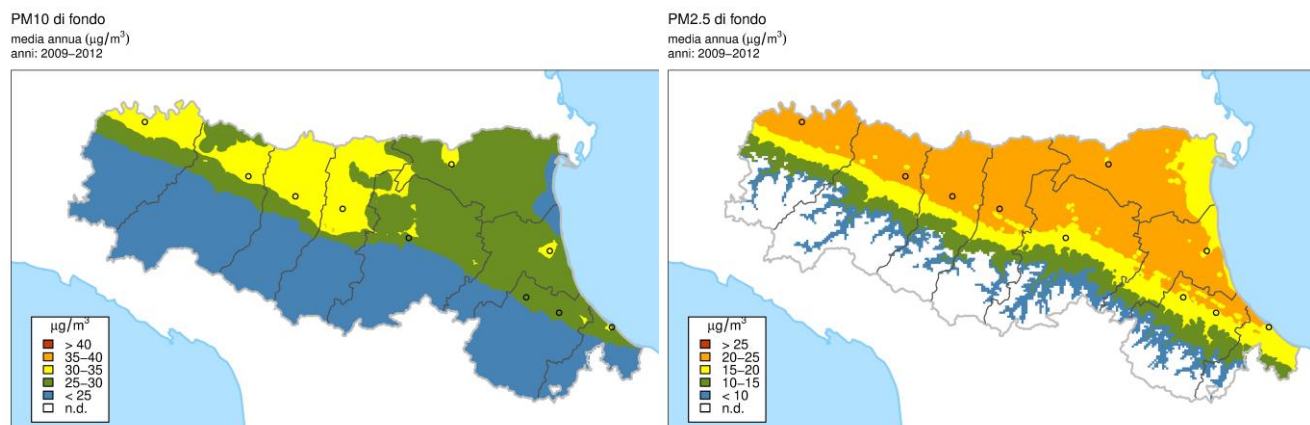 PM10 di fondo
media annua (μg/m³)
anni: 2009–2012
μg/m³
> 40
35–40
30–35
25–30
< 25
n.d.
PM2.5 di fondo
media annua (μg/m³)
anni: 2009–2012
μg/m³
> 25
20–25
15–20
10–15
< 10
n.d.